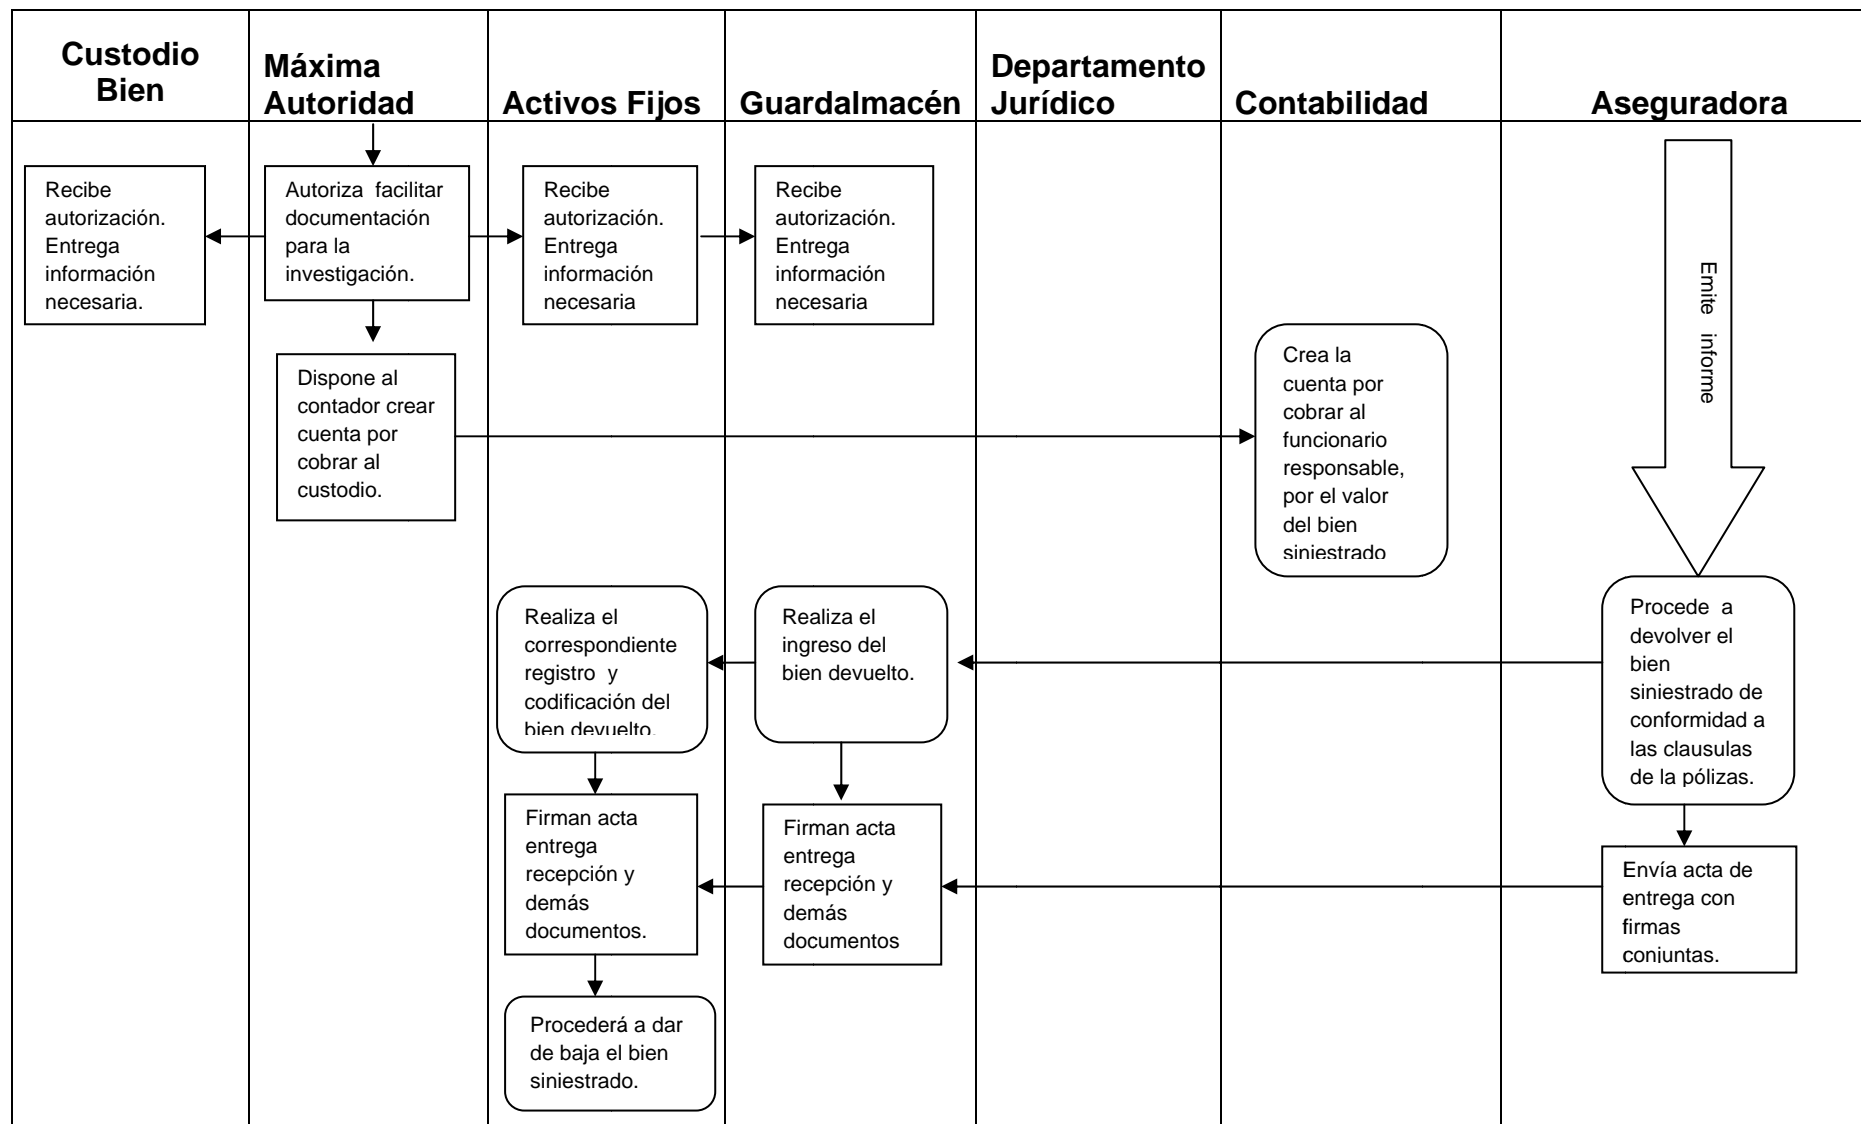 Custodio
Bien
Máxima
Autoridad
Activos Fijos
Guardalmacén
Departamento
Jurídico
Contabilidad
Aseguradora
Recibe
autorización.
Entrega
información
necesaria.
Autoriza facilitar
documentación
para la
investigación.
Recibe
autorización.
Entrega
información
necesaria
Recibe
autorización.
Entrega
información
necesaria
Emite informe
Dispone al
contador crear
cuenta por
cobrar al
custodio.
Crea la
cuenta por
cobrar al
funcionario
responsable,
por el valor
del bien
siniestrado
Realiza el
correspondiente
registro y
codificación del
bien devuelto.
Realiza el
ingreso del
bien devuelto.
Procede a
devolver el
bien
siniestrado de
conformidad a
las clausulas
de la pólizas.
Firman acta
entrega
recepción y
demás
documentos.
Firman acta
entrega
recepción y
demás
documentos
Envía acta de
entrega con
firmas
conjuntas.
Procederá a dar
de baja el bien
siniestrado.